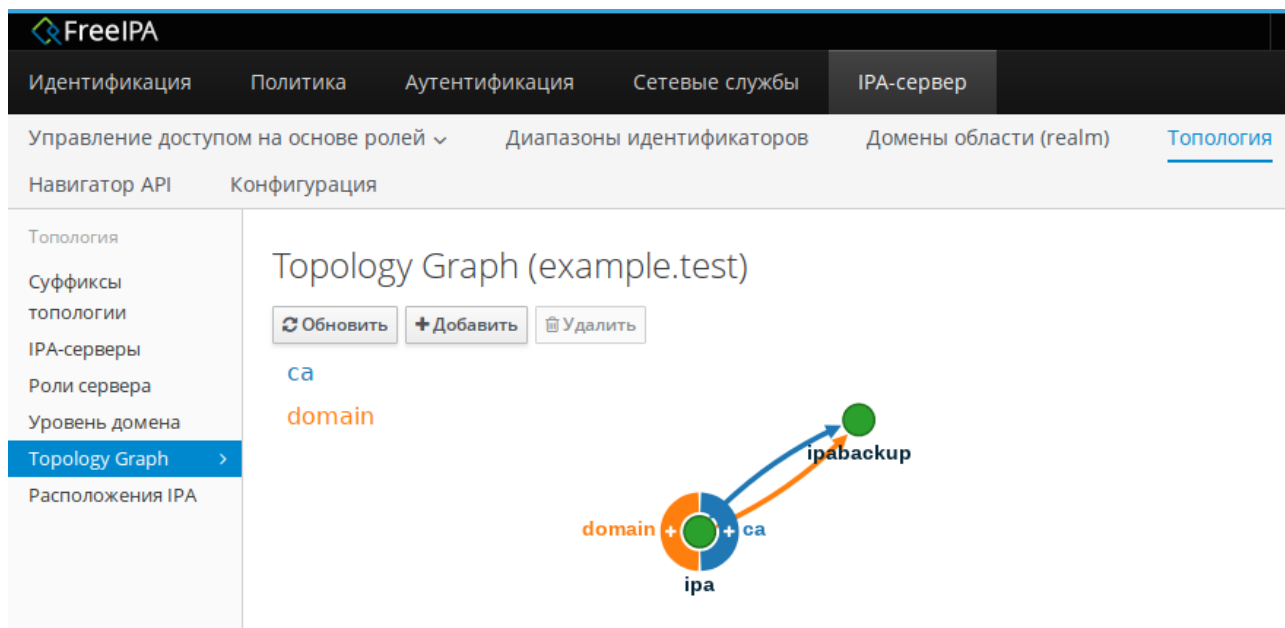 FreeIPA
Идентификация Политика Аутентификация Сетевые службы IPA-сервер
Управление доступом на основе ролей Диапазоны идентификаторов Домены области (realm) Топология
Навигатор API Конфигурация
Топология
Суффиксы
топологии
IPA-серверы
Роли сервера
Уровень домена
Topology Graph
Расположения IPA
Topology Graph (example.test)
Обновить Добавить Удалить
ca
domain
ipabackup
domain ca
ipa